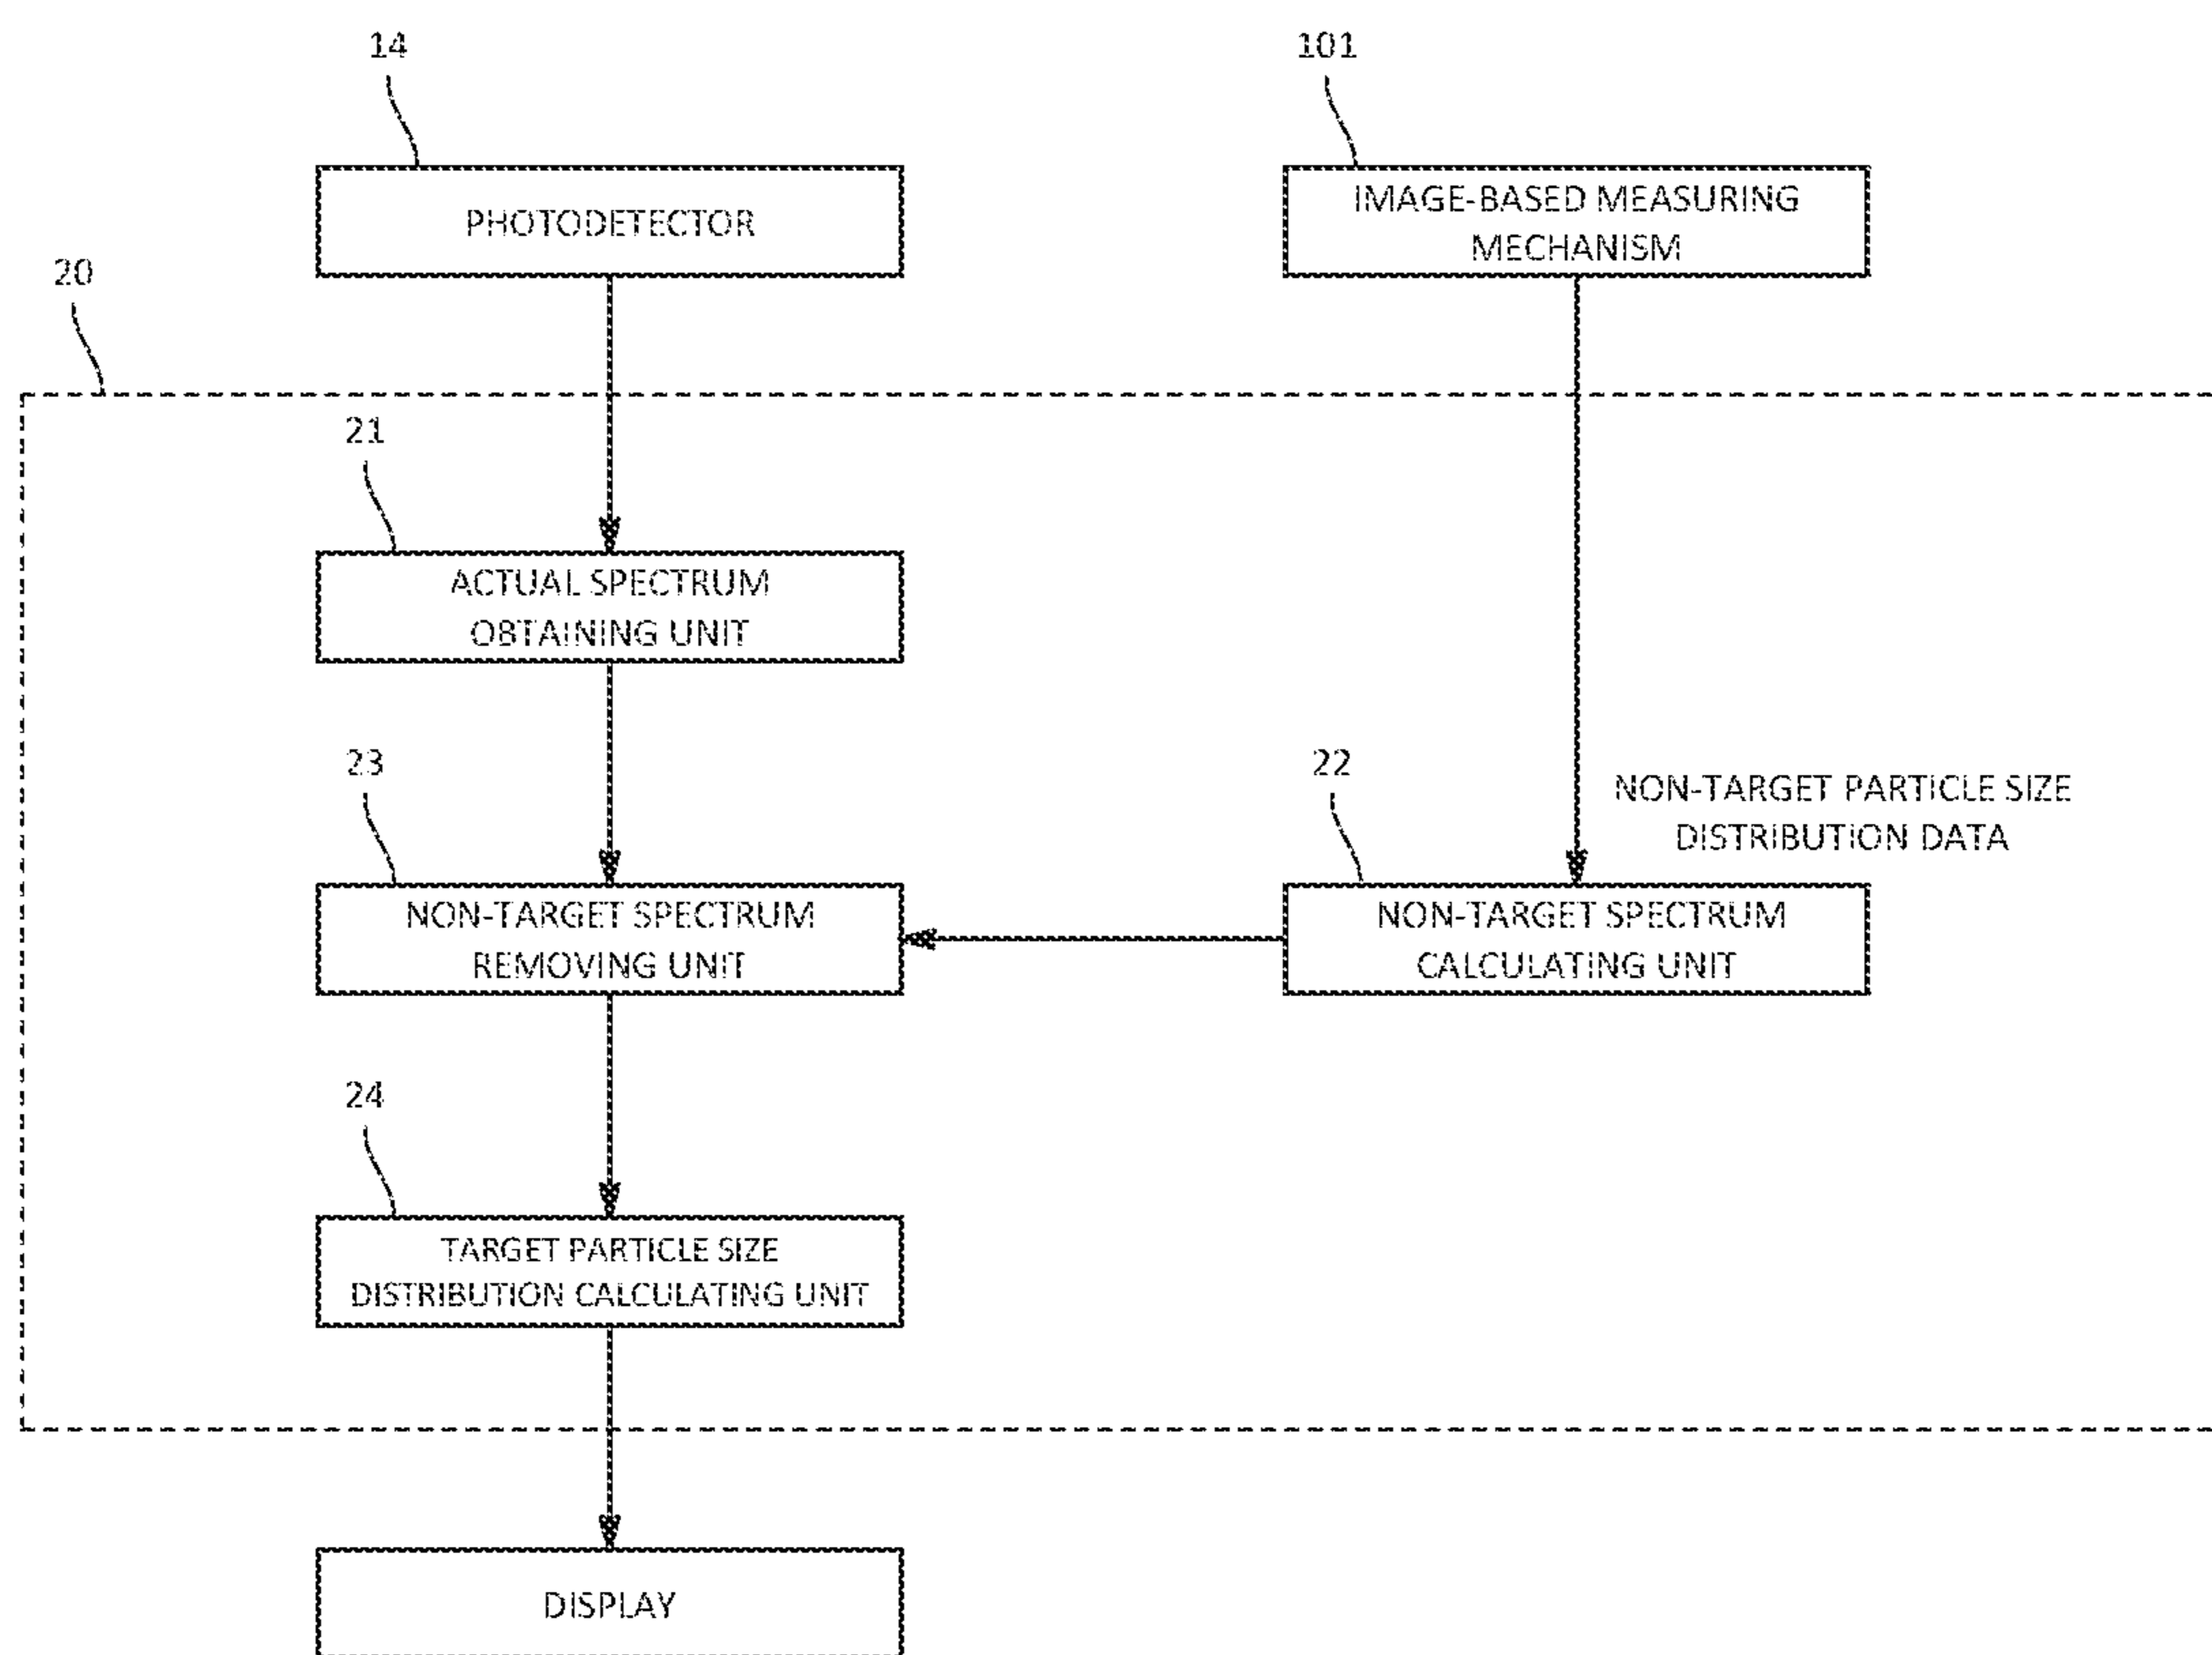 14
101
PHOTODETECTOR
IMAGE-BASED MEASURING
MECHANISM
20
21
ACTUAL SPECTRUM
OBTAINING UNIT
23
22
NON-TARGET PARTICLE SIZE
DISTRIBUTION DATA
NON-TARGET SPECTRUM
REMOVING UNIT
NON-TARGET SPECTRUM
CALCULATING UNIT
24
TARGET PARTICLE SIZE
DISTRIBUTION CALCULATING UNIT
DISPLAY